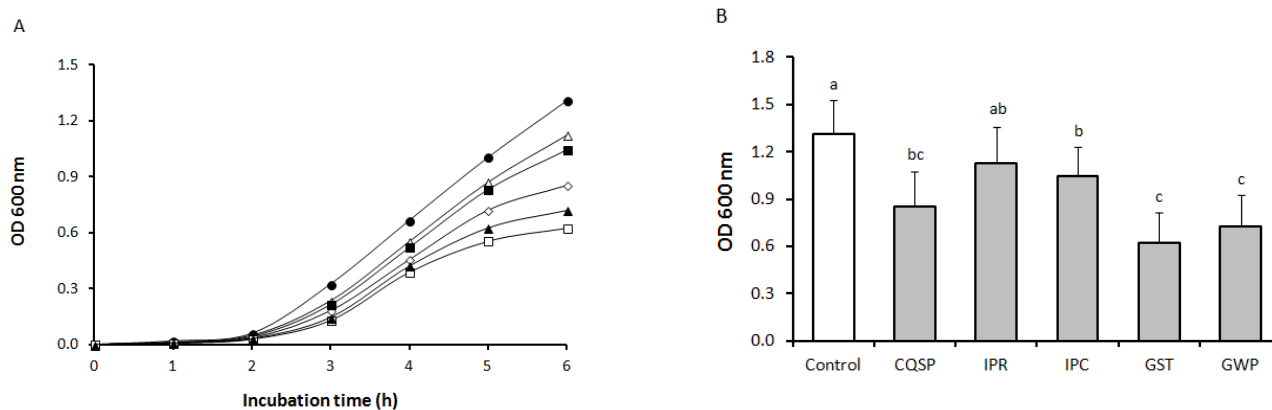 A
1.5
1.2
0.9
0.6
0.3
0.0
OD 600 nm
0 1 2 3 4 5 6
Incubation time (h)
B
1.8
1.5
1.2
0.9
0.6
0.3
0.0
OD 600 nm
a
bc
ab
b
c
c
Control CQSP IPR IPC GST GWP